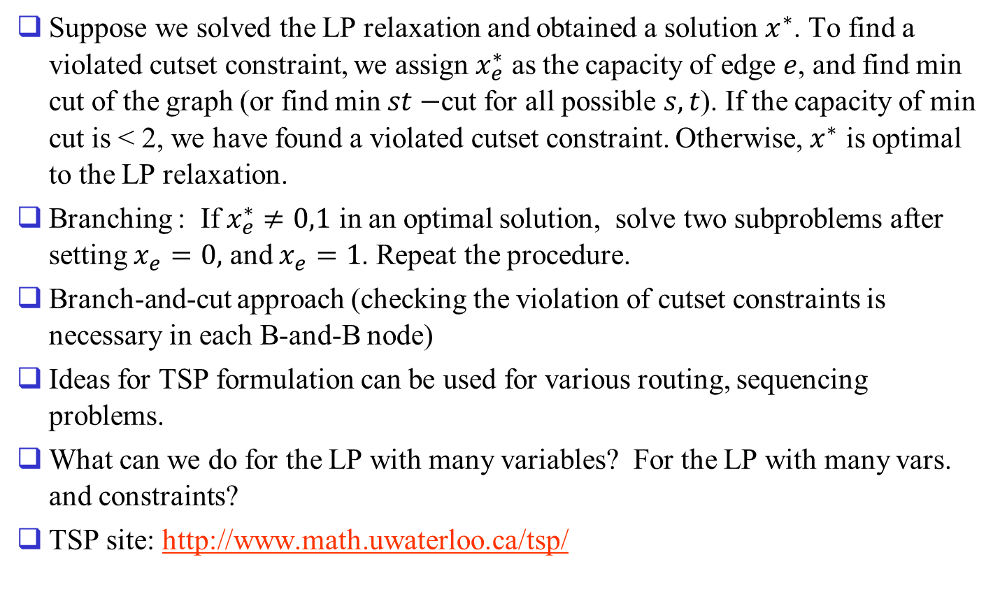 ❑ Suppose we solved the LP relaxation and obtained a solution x*. To find a
violated cutset constraint, we assign xₑ* as the capacity of edge e, and find min
cut of the graph (or find min st −cut for all possible s, t). If the capacity of min
cut is < 2, we have found a violated cutset constraint. Otherwise, x* is optimal
to the LP relaxation.
❑ Branching : If xₑ* ≠ 0,1 in an optimal solution, solve two subproblems after
setting xₑ = 0, and xₑ = 1. Repeat the procedure.
❑ Branch-and-cut approach (checking the violation of cutset constraints is
necessary in each B-and-B node)
❑ Ideas for TSP formulation can be used for various routing, sequencing
problems.
❑ What can we do for the LP with many variables? For the LP with many vars.
and constraints?
❑ TSP site: http://www.math.uwaterloo.ca/tsp/